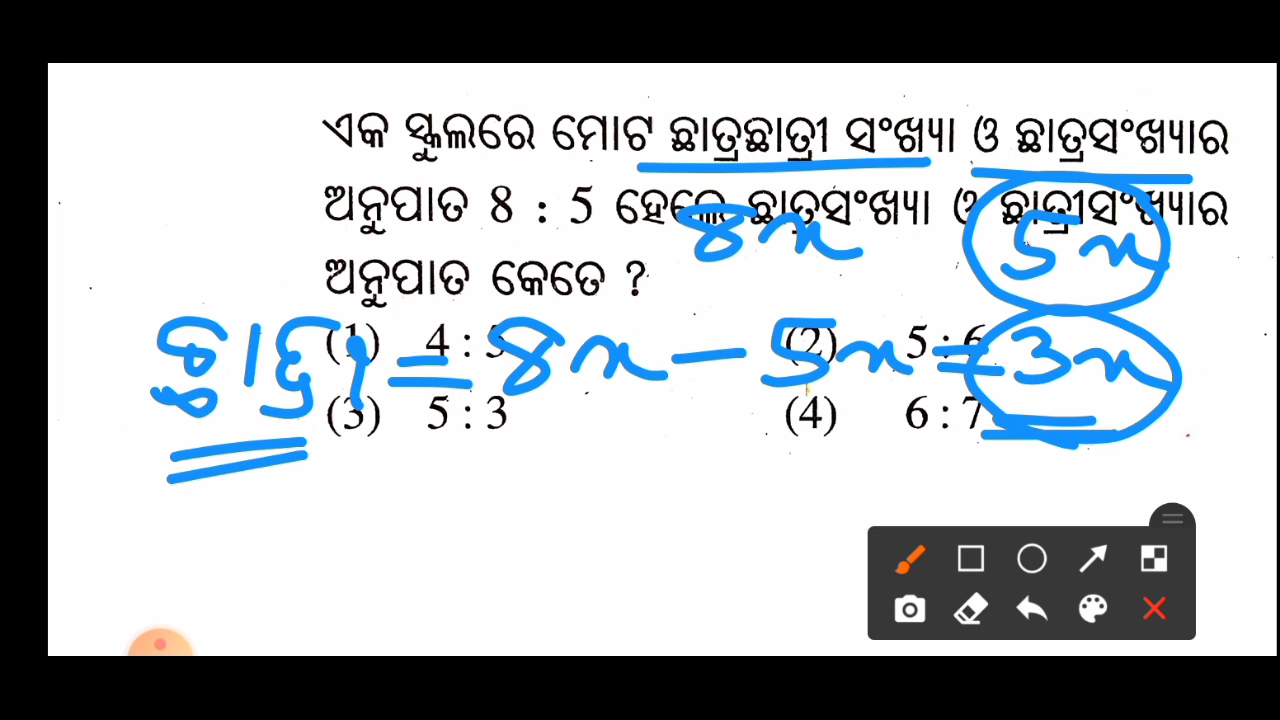 ଏକ ସ୍କୁଲରେ ମୋଟ ଛାତ୍ରଛାତ୍ରୀ ସଂଖ୍ୟା ଓ ଛାତ୍ରସଂଖ୍ୟାର
ଅନୁପାତ 8 : 5 ହେଲେ ଛାତ୍ରସଂଖ୍ୟା ଓ ଛାତ୍ରୀସଂଖ୍ୟାର
8x 5x
ଅନୁପାତ କେତେ ?
(1) 4 : 5 (2) 5 : 6
ଛାତ୍ରୀ = 8x - 5x = 3x
(3) 5 : 3 (4) 6 : 7